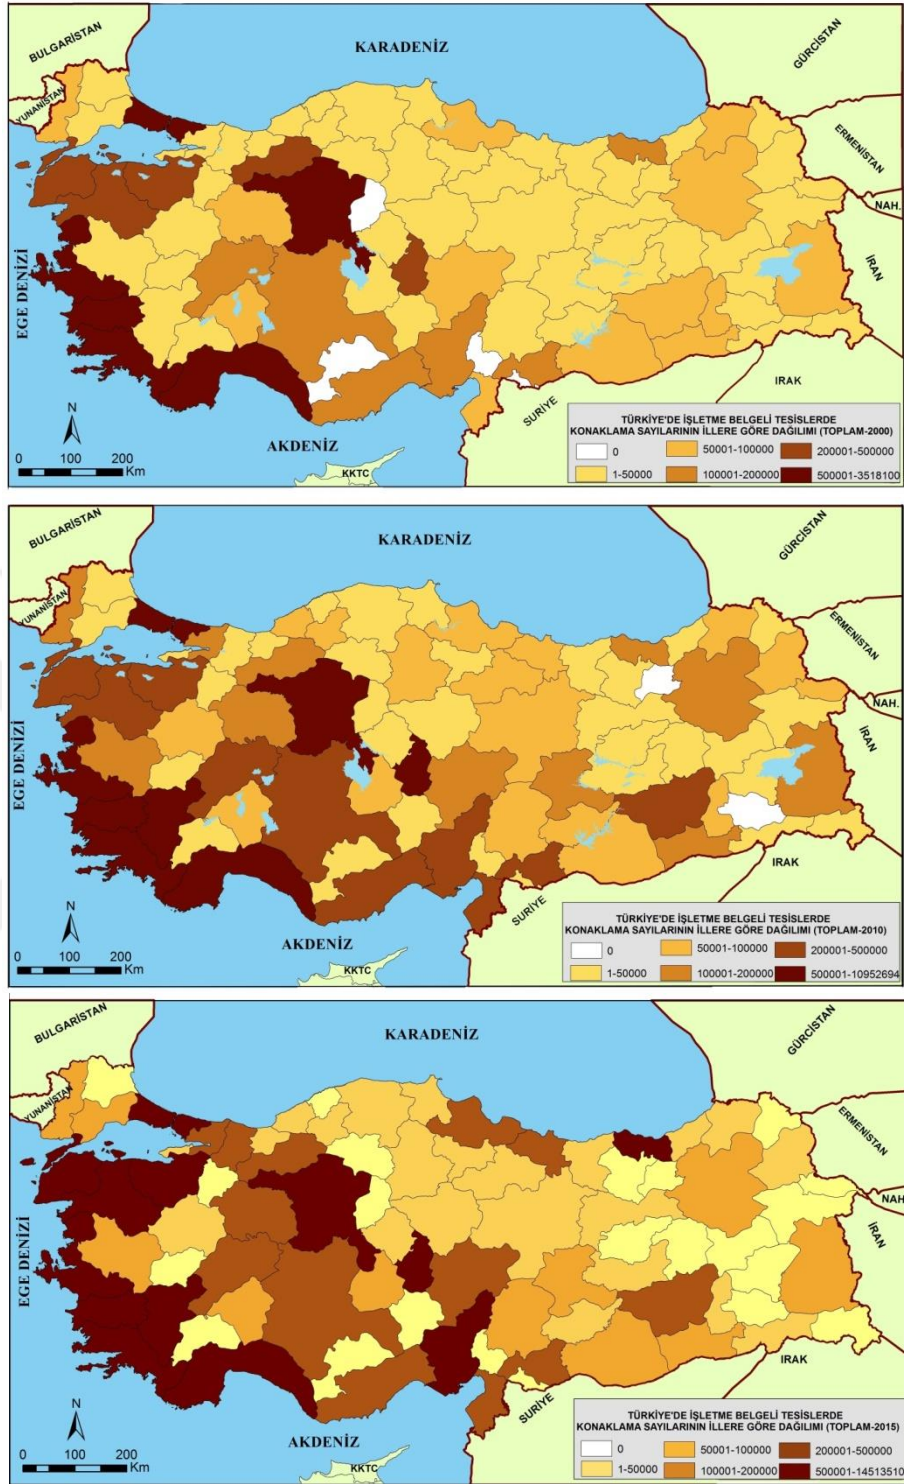 BULGARİSTAN
KARADENİZ
GÜRCİSTAN
YUNANİSTAN
ERMENİSTAN
NAH.
İRAN
EGE DENİZİ
N
0 100 200
Km
AKDENİZ
KKTC
SURİYE
IRAK
TÜRKİYE'DE İŞLETME BELGELİ TESİSLERDE
KONAKLAMA SAYILARININ İLLERE GÖRE DAĞILIMI (TOPLAM-2000)
0 50001-100000 200001-500000
1-50000 100001-200000 500001-3518100
BULGARİSTAN
KARADENİZ
GÜRCİSTAN
YUNANİSTAN
ERMENİSTAN
NAH.
İRAN
EGE DENİZİ
N
0 100 200
Km
AKDENİZ
KKTC
SURİYE
IRAK
TÜRKİYE'DE İŞLETME BELGELİ TESİSLERDE
KONAKLAMA SAYILARININ İLLERE GÖRE DAĞILIMI (TOPLAM-2010)
0 50001-100000 200001-500000
1-50000 100001-200000 500001-10952694
BULGARİSTAN
KARADENİZ
GÜRCİSTAN
YUNANİSTAN
ERMENİSTAN
NAH.
İRAN
EGE DENİZİ
N
0 100 200
Km
AKDENİZ
KKTC
SURİYE
IRAK
TÜRKİYE'DE İŞLETME BELGELİ TESİSLERDE
KONAKLAMA SAYILARININ İLLERE GÖRE DAĞILIMI (TOPLAM-2015)
0 50001-100000 200001-500000
1-50000 100001-200000 500001-14513510